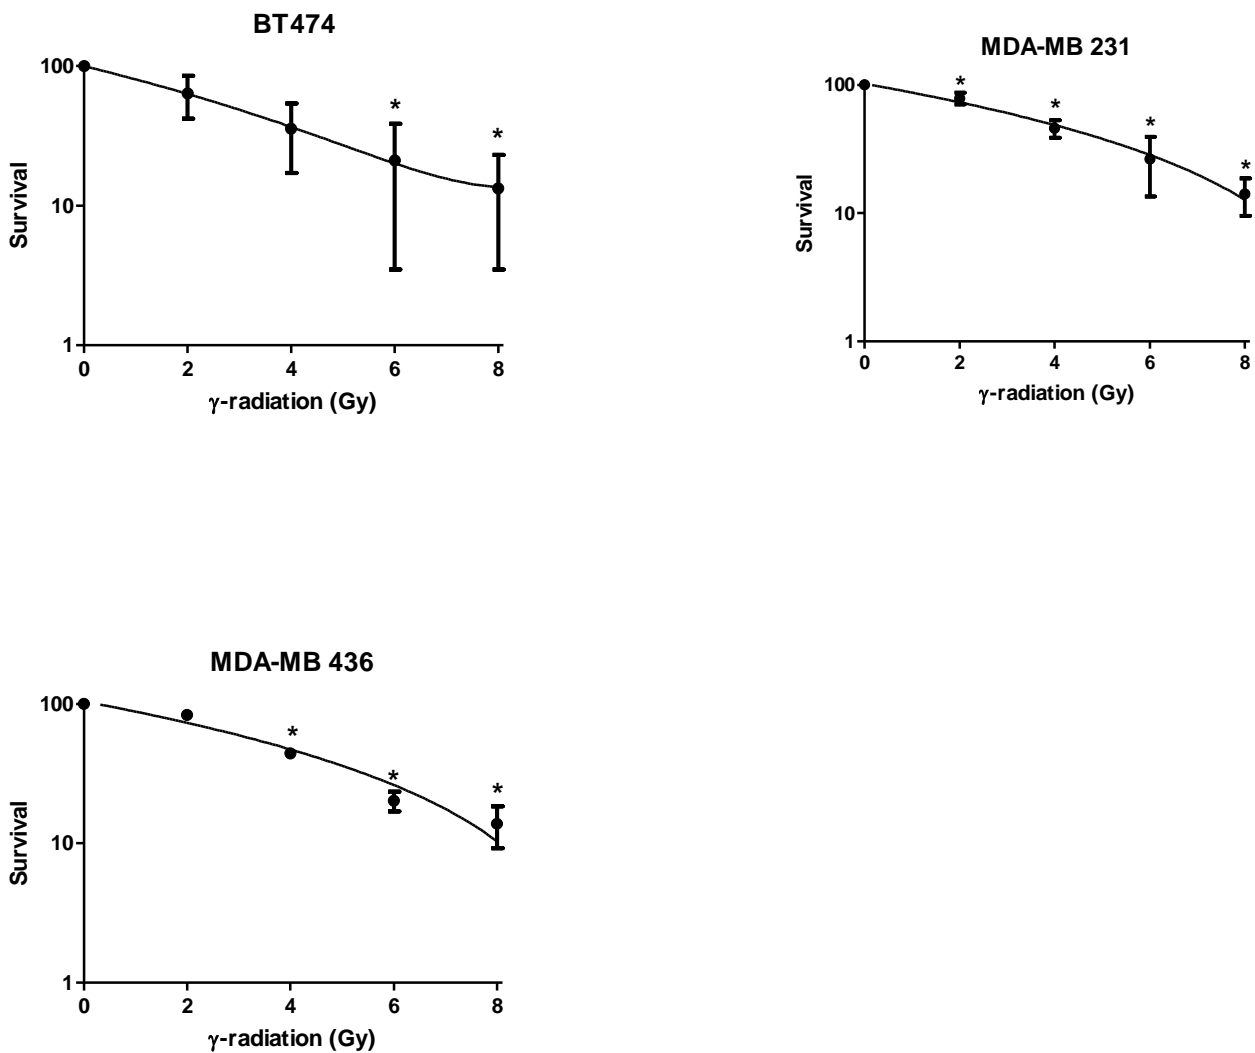 BT474
100
10
1
Survival
*
*
0 2 4 6 8
γ-radiation (Gy)
MDA-MB 231
100
10
1
Survival
*
*
*
*
0 2 4 6 8
γ-radiation (Gy)
MDA-MB 436
100
10
1
Survival
*
*
*
0 2 4 6 8
γ-radiation (Gy)